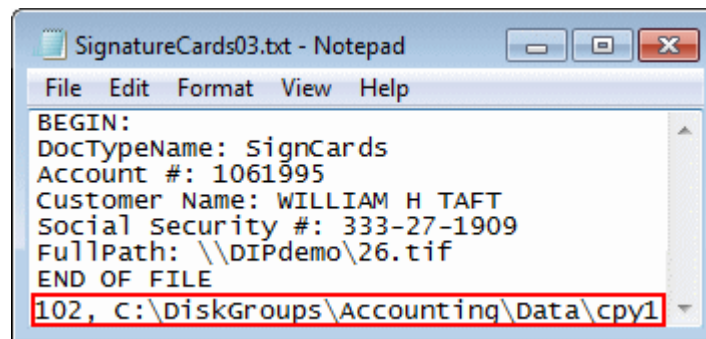 SignatureCards03.txt - Notepad
File Edit Format View Help
BEGIN:
DocTypeName: SignCards
Account #: 1061995
Customer Name: WILLIAM H TAFT
Social Security #: 333-27-1909
FullPath: \\DIPdemo\26.tif
END OF FILE
102, C:\DiskGroups\Accounting\Data\cpy1